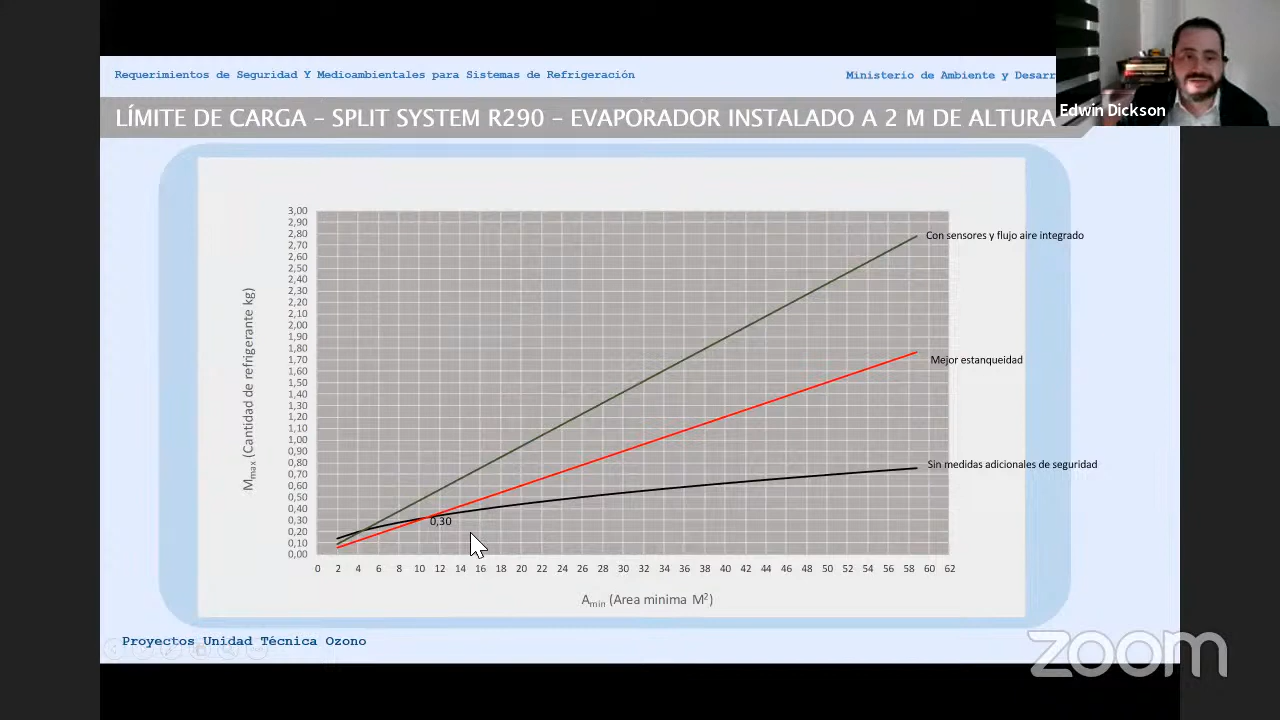 Requerimientos de Seguridad Y Medioambientales para Sistemas de Refrigeración
Ministerio de Ambiente y Desarr
LÍMITE DE CARGA – SPLIT SYSTEM R290 – EVAPORADOR INSTALADO A 2 M DE ALTURA
Edwin Dickson
3,00
2,90
2,80
2,70
2,60
2,50
2,40
2,30
2,20
2,10
2,00
1,90
1,80
1,70
1,60
1,50
1,40
1,30
1,20
1,10
1,00
0,90
0,80
0,70
0,60
0,50
0,40
0,30
0,20
0,10
0,00
Mmax (Cantidad de refrigerante kg)
Con sensores y flujo aire integrado
Mejor estanqueidad
Sin medidas adicionales de seguridad
0,30
0 2 4 6 8 10 12 14 16 18 20 22 24 26 28 30 32 34 36 38 40 42 44 46 48 50 52 54 56 58 60 62
Amin (Area minima M²)
Proyectos Unidad Técnica Ozono
zoom